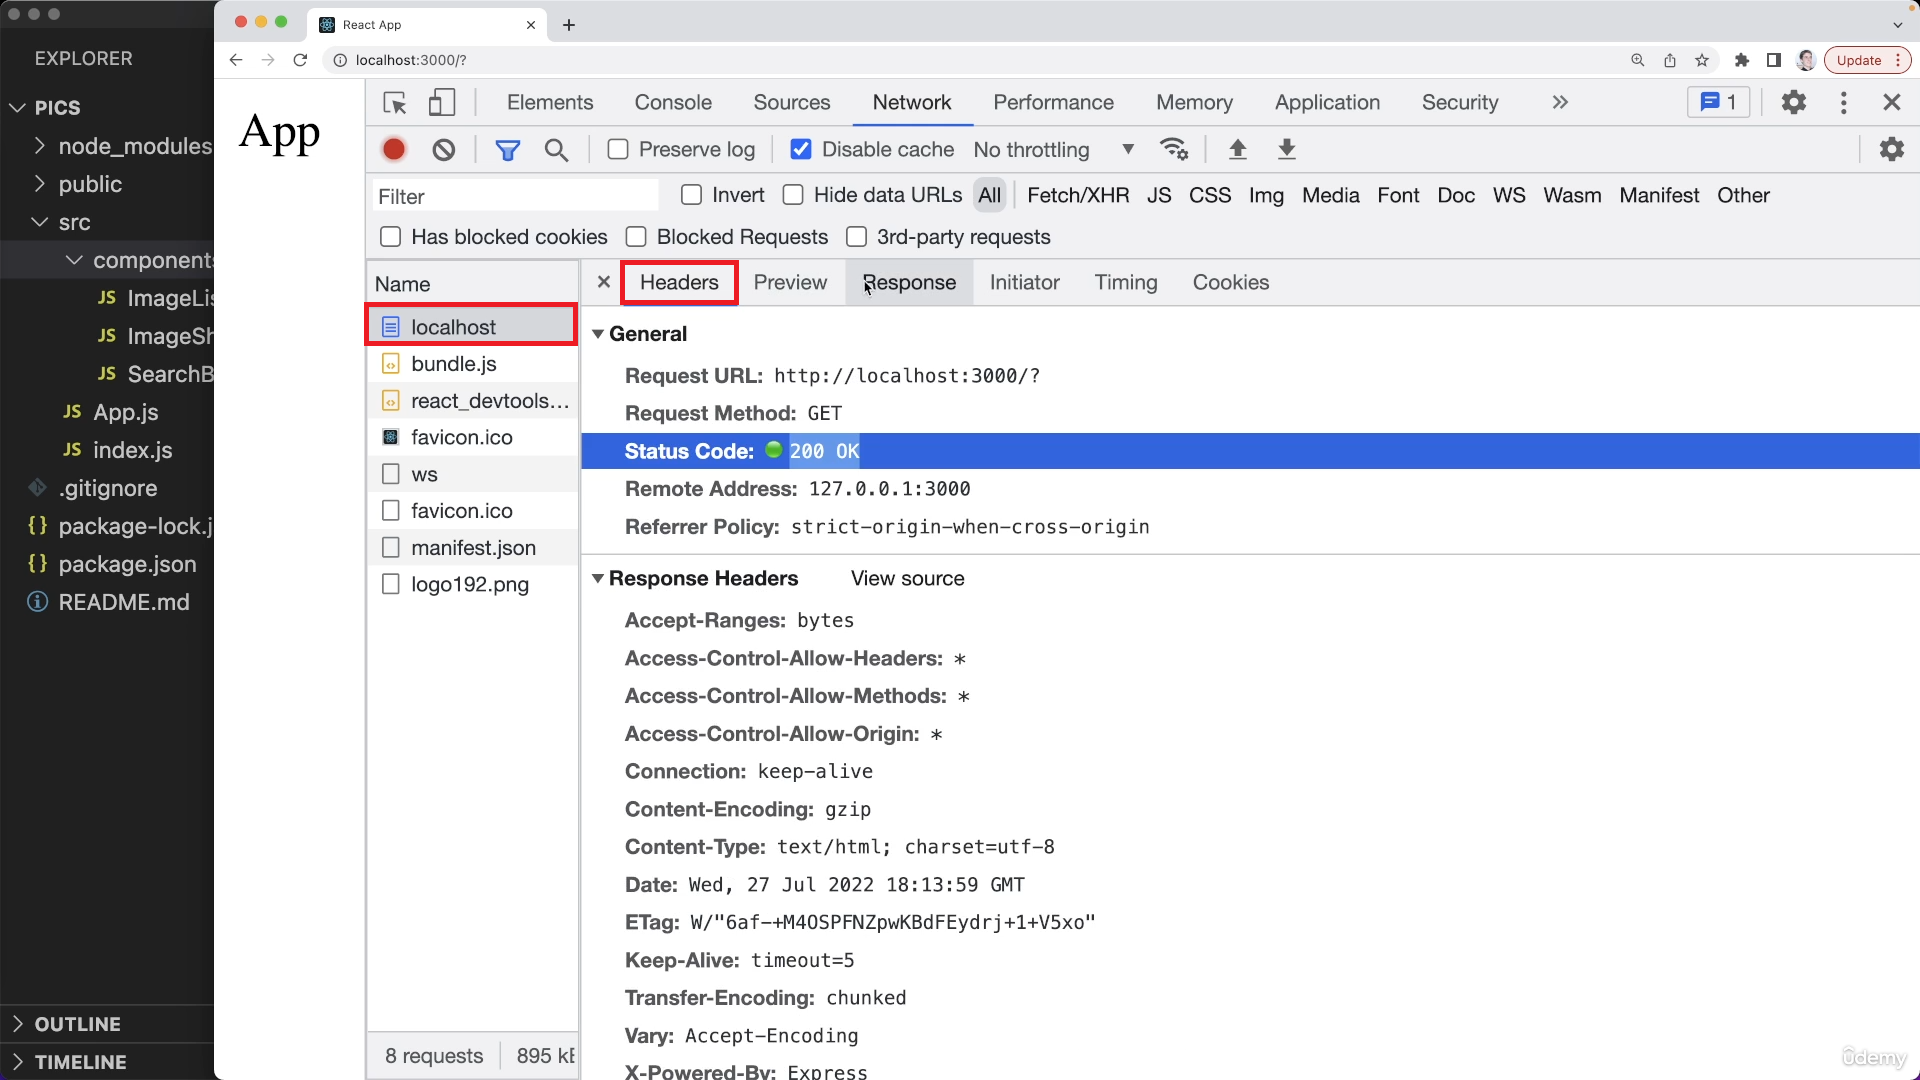 EXPLORER
PICS
node_modules
public
src
components
JS ImageLis
JS ImageSh
JS SearchB
JS App.js
JS index.js
.gitignore
{} package-lock.j
{} package.json
README.md
OUTLINE
TIMELINE
React App
localhost:3000/?
Update
App
Elements Console Sources Network Performance Memory Application Security 1
Preserve log Disable cache No throttling
Filter Invert Hide data URLs All Fetch/XHR JS CSS Img Media Font Doc WS Wasm Manifest Other
Has blocked cookies Blocked Requests 3rd-party requests
Name
localhost
bundle.js
react_devtools…
favicon.ico
ws
favicon.ico
manifest.json
logo192.png
8 requests 895 kB
Headers Preview Response Initiator Timing Cookies
General
Request URL: http://localhost:3000/?
Request Method: GET
Status Code: 200 OK
Remote Address: 127.0.0.1:3000
Referrer Policy: strict-origin-when-cross-origin
Response Headers View source
Accept-Ranges: bytes
Access-Control-Allow-Headers: *
Access-Control-Allow-Methods: *
Access-Control-Allow-Origin: *
Connection: keep-alive
Content-Encoding: gzip
Content-Type: text/html; charset=utf-8
Date: Wed, 27 Jul 2022 18:13:59 GMT
ETag: W/"6af-+M4OSPFNZpwKBdFEydrj+1+V5xo"
Keep-Alive: timeout=5
Transfer-Encoding: chunked
Vary: Accept-Encoding
X-Powered-By: Express
ûdemy